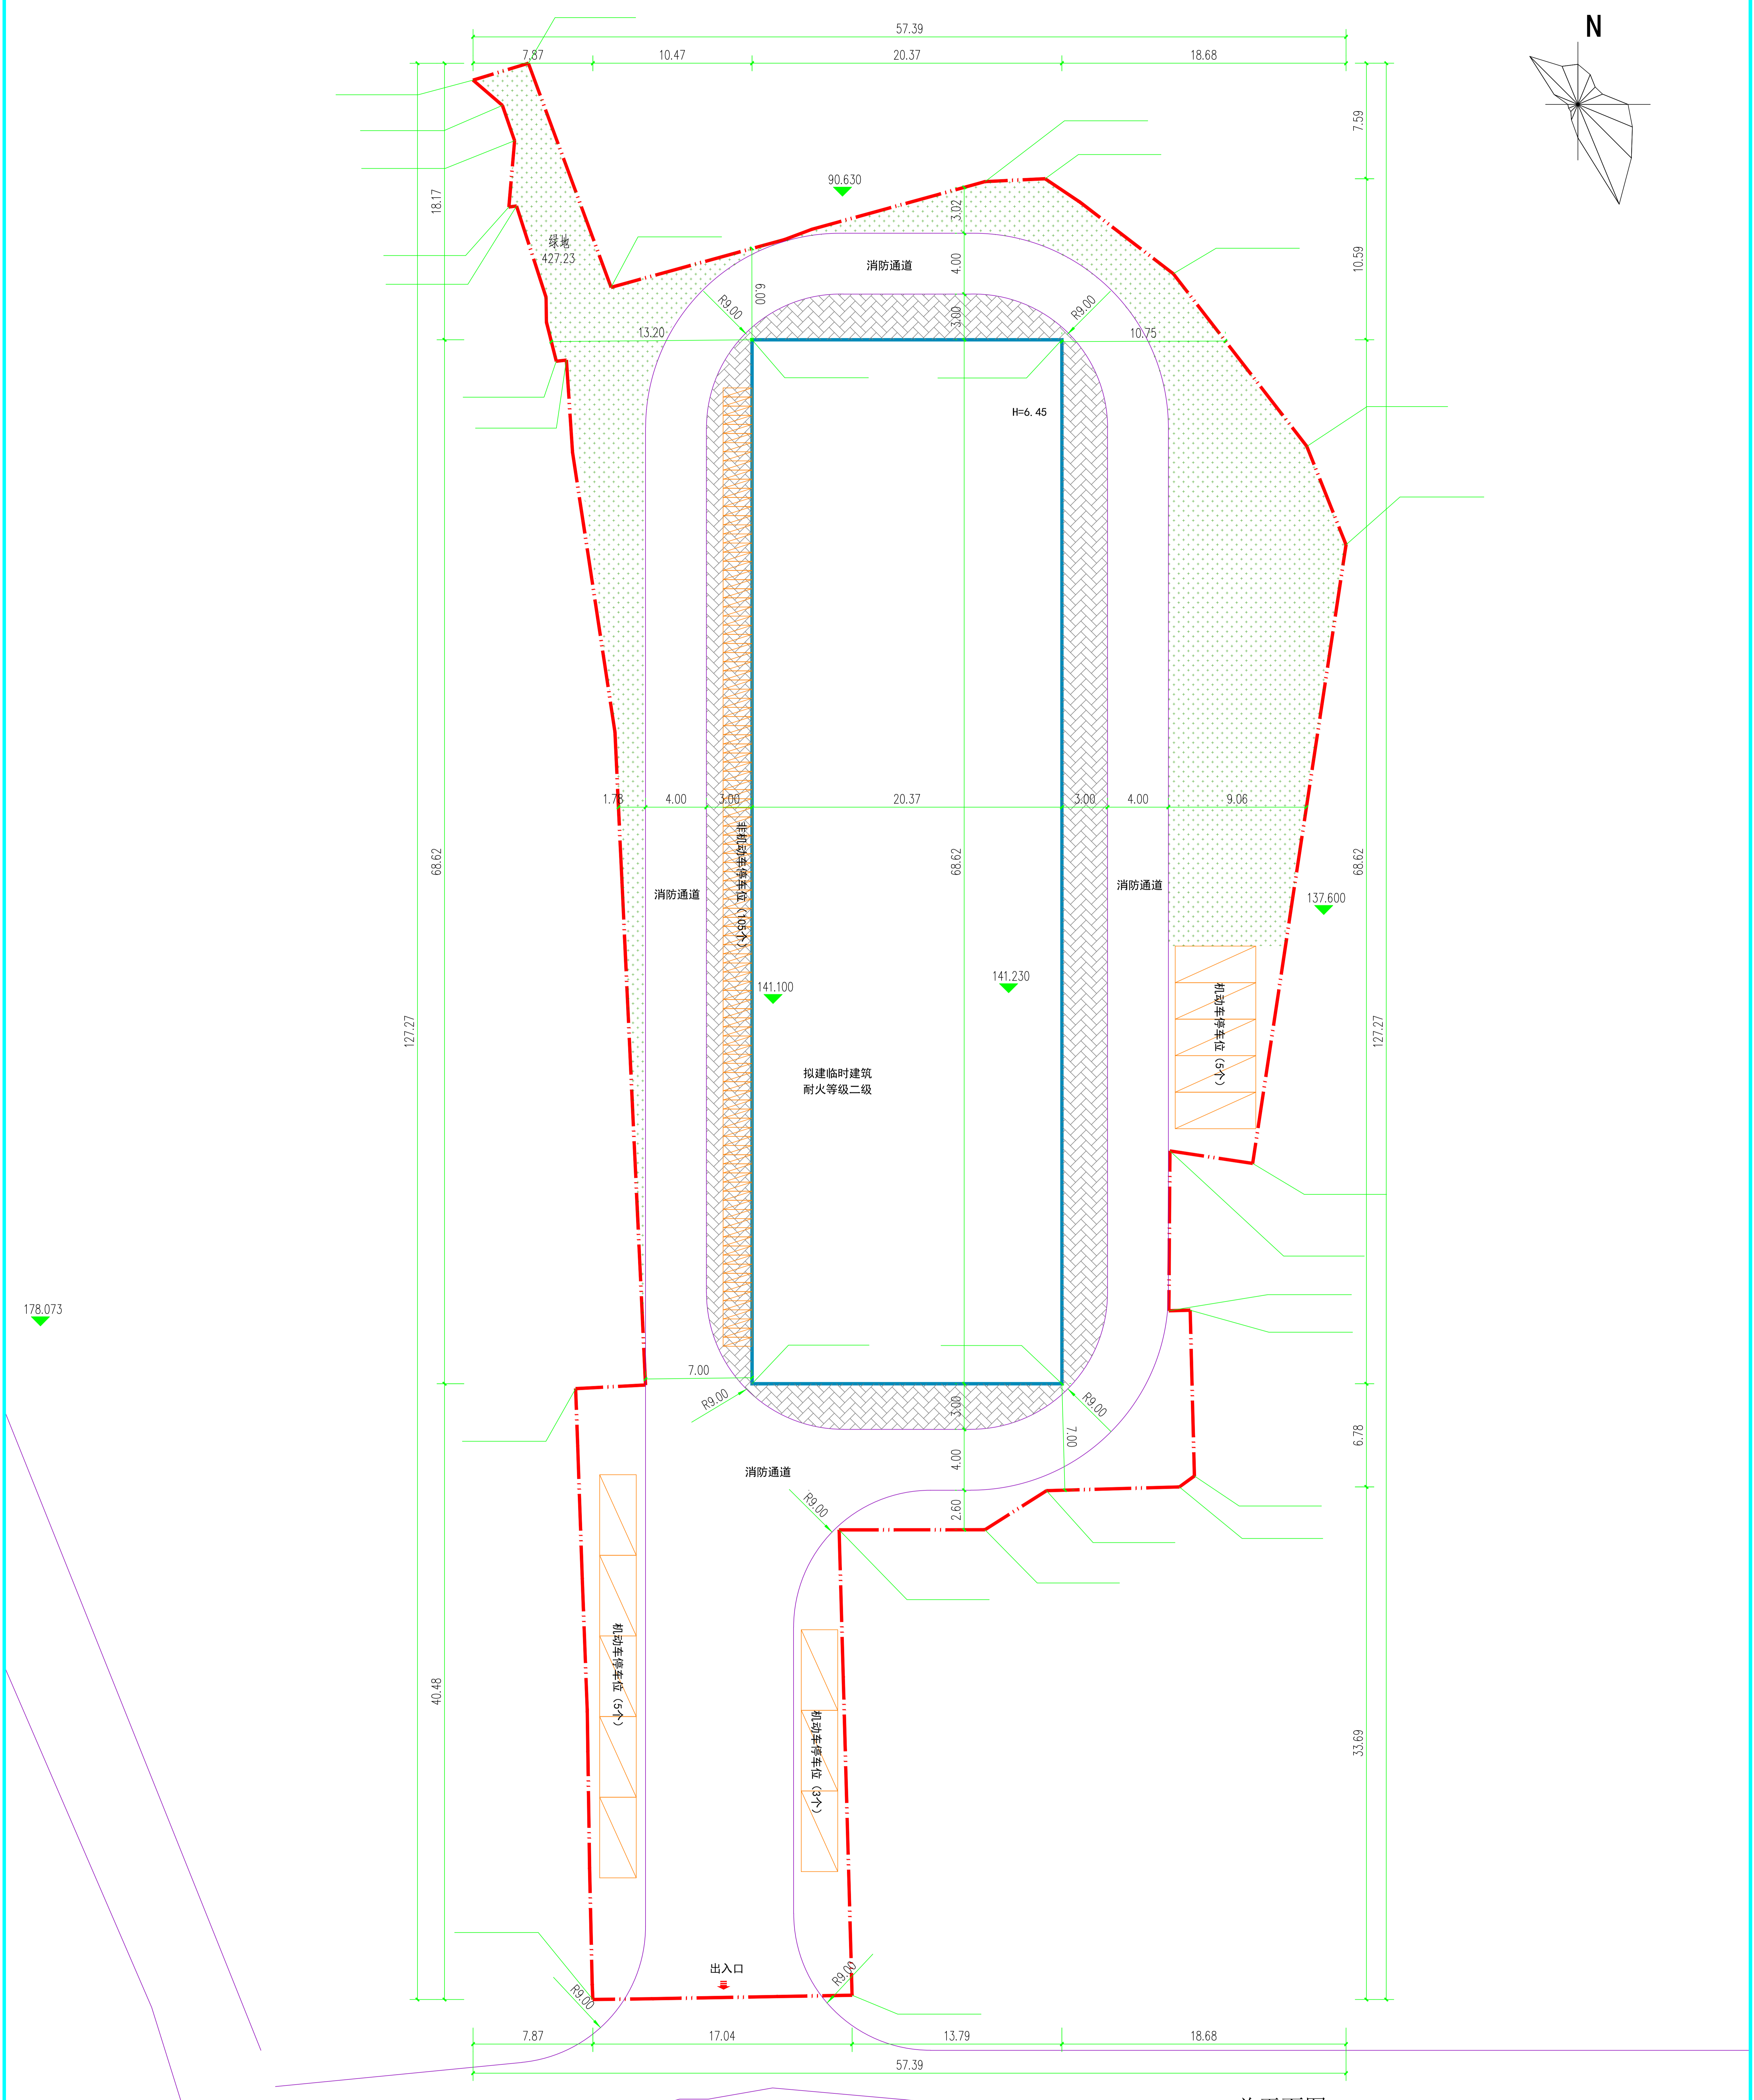 57.39
N
7.87
10.47
20.37
18.68
7.59
90.630
18.17
3.02
绿地
427.23
消防通道
4.00
10.59
6.00
R9.00
3.00
R9.00
13.20
10.75
H=6.45
1.78
4.00
3.00
20.37
3.00
4.00
9.06
非机动车停车位（105个）
68.62
68.62
68.62
消防通道
消防通道
137.600
141.100
141.230
127.27
127.27
机动车停车位（5个）
拟建临时建筑
耐火等级二级
178.073
7.00
R9.00
3.00
R9.00
7.00
6.78
4.00
消防通道
R9.00
2.60
机动车停车位（5个）
40.48
机动车停车位（3个）
33.69
出入口
R9.00
R9.00
7.87
17.04
13.79
18.68
57.39